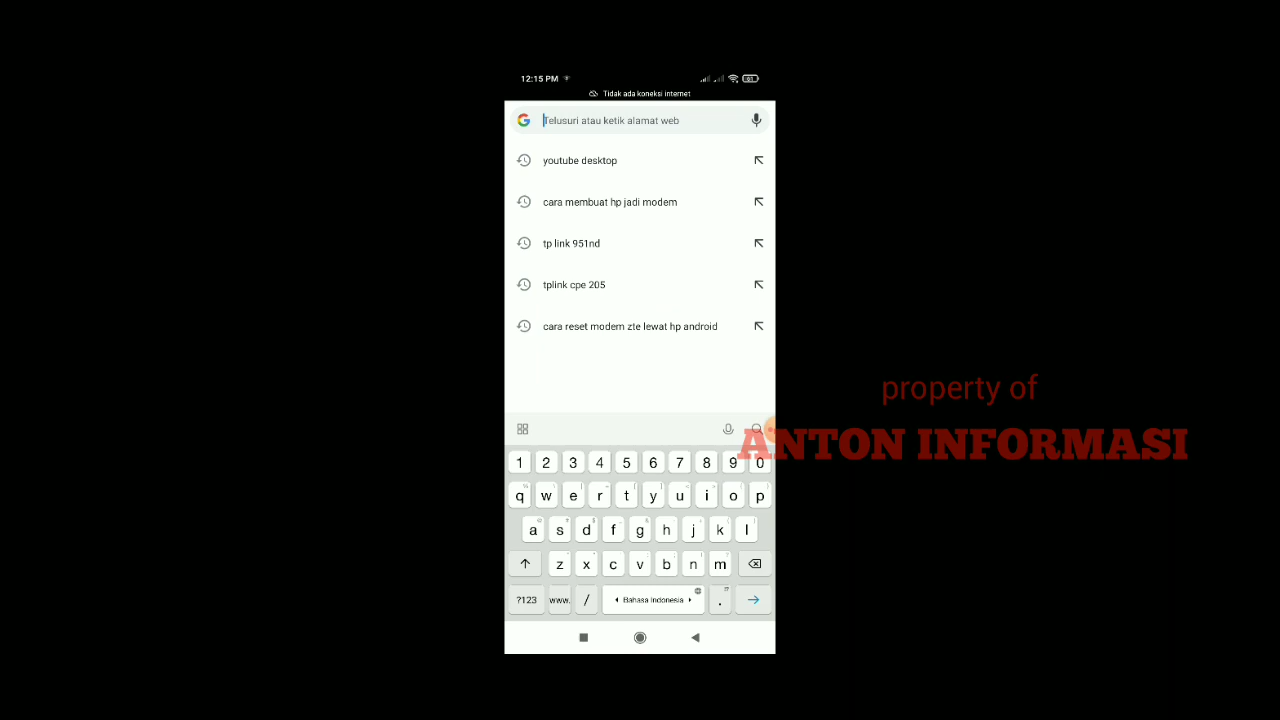 12:15 PM
61
Tidak ada koneksi internet
Telusuri atau ketik alamat web
youtube desktop
cara membuat hp jadi modem
tp link 951nd
tplink cpe 205
cara reset modem zte lewat hp android
property of
ANTON INFORMASI
1 2 3 4 5 6 7 8 9 0
q w e r t y u i o p
a s d f g h j k l
z x c v b n m
?123 www. / Bahasa Indonesia .